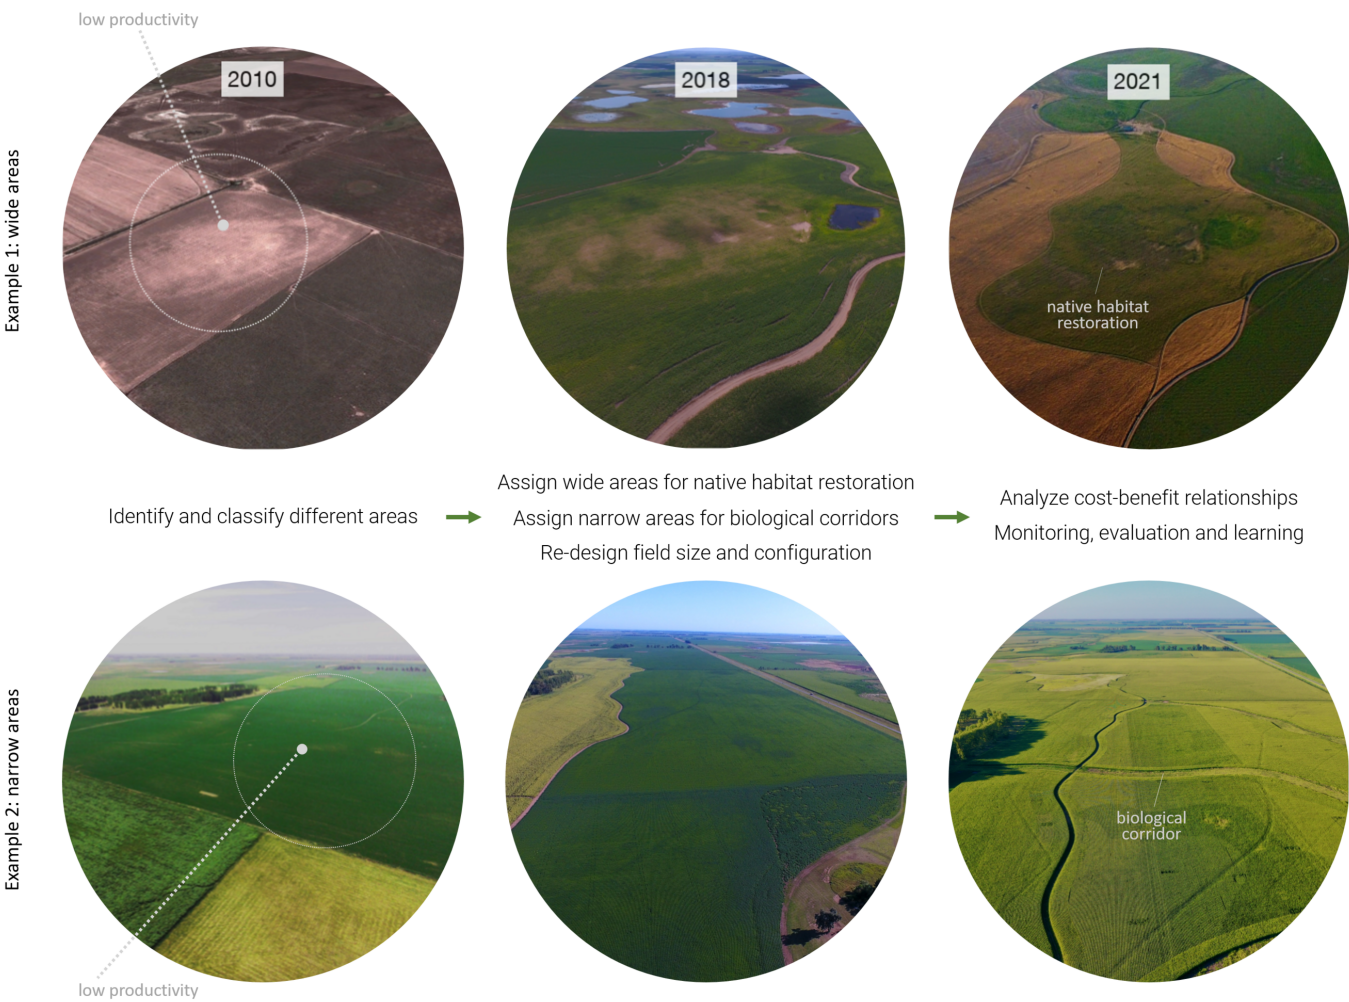 low productivity
2010
2018
2021
Example 1: wide areas
native habitat
restoration
Identify and classify different areas
Assign wide areas for native habitat restoration
Assign narrow areas for biological corridors
Re-design field size and configuration
Analyze cost-benefit relationships
Monitoring, evaluation and learning
Example 2: narrow areas
biological
corridor
low productivity